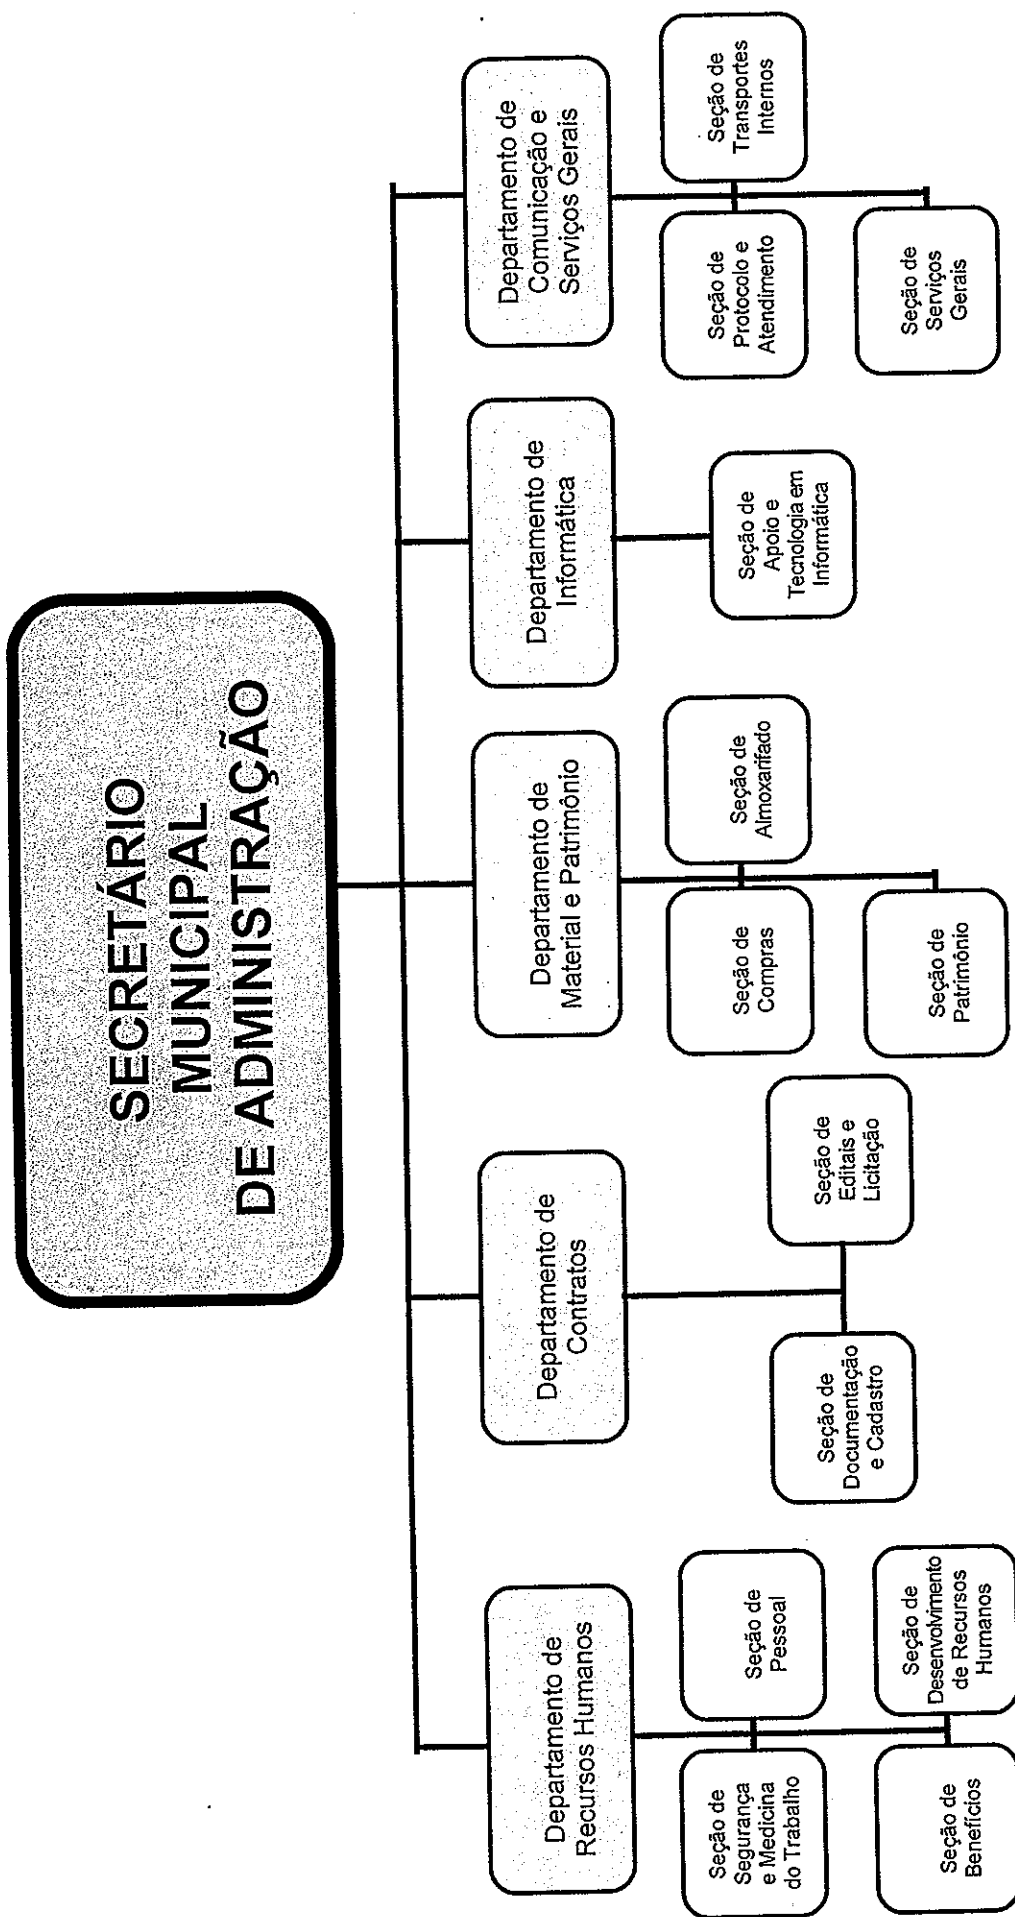 SECRETÁRIO
MUNICIPAL
DE ADMINISTRAÇÃO
Departamento de
Recursos Humanos
Seção de
Segurança
e Medicina
do Trabalho
Seção de
Pessoal
Seção de
Benefícios
Seção de
Desenvolvimento
de Recursos
Humanos
Departamento de
Contratos
Seção de
Documentação
e Cadastro
Seção de
Editais e
Licitação
Departamento de
Material e Patrimônio
Seção de
Compras
Seção de
Almoxarifado
Seção de
Patrimônio
Departamento de
Informática
Seção de
Apoio e
Tecnologia em
Informática
Departamento de
Comunicação e
Serviços Gerais
Seção de
Protocolo e
Atendimento
Seção de
Transportes
Internos
Seção de
Serviços
Gerais